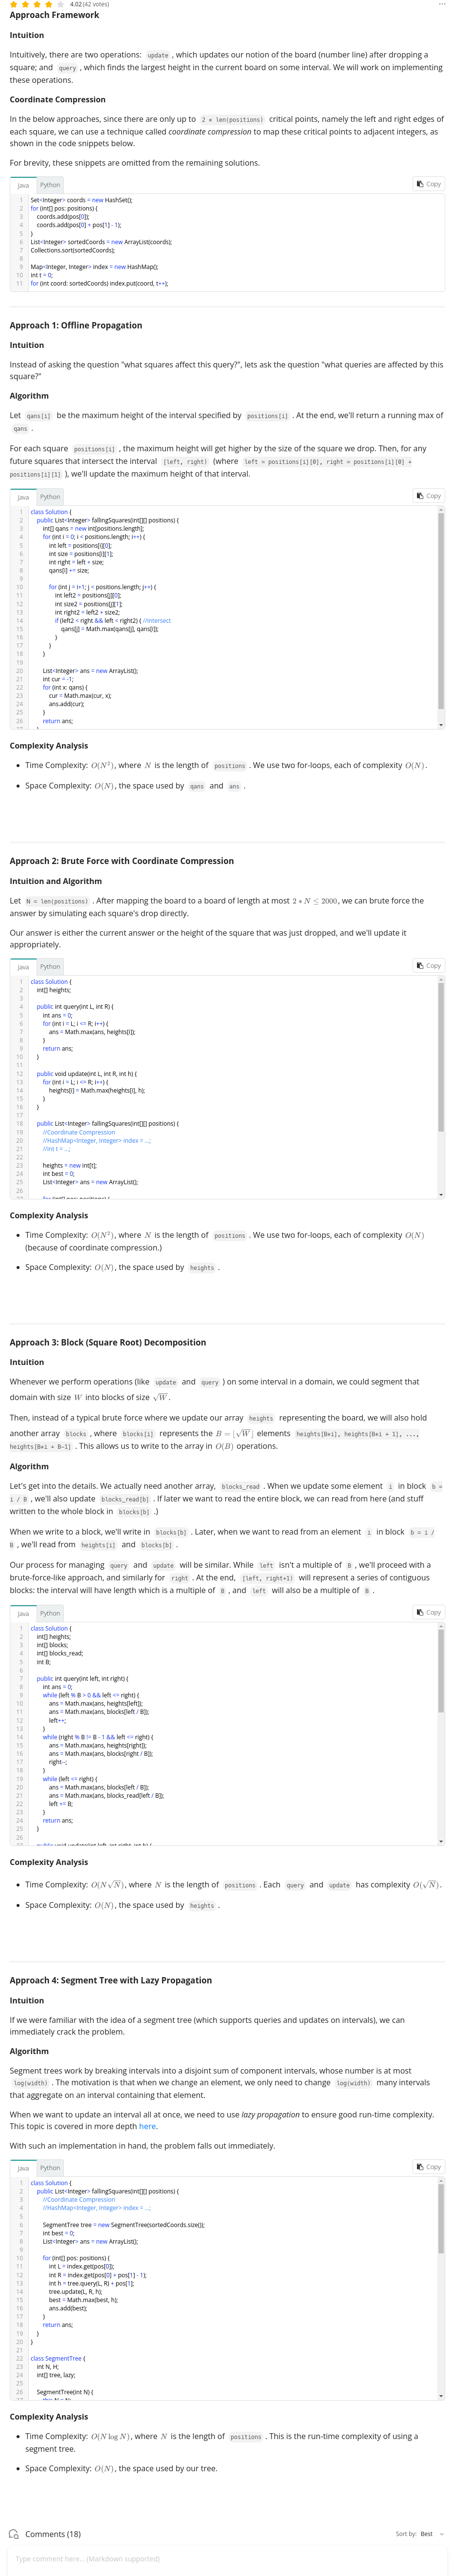 4.02 (42 votes)
Approach Framework
Intuition
Intuitively, there are two operations: update , which updates our notion of the board (number line) after dropping a
square; and query , which finds the largest height in the current board on some interval. We will work on implementing
these operations.
Coordinate Compression
In the below approaches, since there are only up to 2 * len(positions) critical points, namely the left and right edges of
each square, we can use a technique called coordinate compression to map these critical points to adjacent integers, as
shown in the code snippets below.
For brevity, these snippets are omitted from the remaining solutions.
Java Python Copy
1 Set<Integer> coords = new HashSet();
2 for (int[] pos: positions) {
3 coords.add(pos[0]);
4 coords.add(pos[0] + pos[1] - 1);
5 }
6 List<Integer> sortedCoords = new ArrayList(coords);
7 Collections.sort(sortedCoords);
8
9 Map<Integer, Integer> index = new HashMap();
10 int t = 0;
11 for (int coord: sortedCoords) index.put(coord, t++);
Approach 1: Offline Propagation
Intuition
Instead of asking the question "what squares affect this query?", lets ask the question "what queries are affected by this
square?"
Algorithm
Let qans[i] be the maximum height of the interval specified by positions[i] . At the end, we'll return a running max of
qans .
For each square positions[i] , the maximum height will get higher by the size of the square we drop. Then, for any
future squares that intersect the interval [left, right) (where left = positions[i][0], right = positions[i][0] +
positions[i][1] ), we'll update the maximum height of that interval.
Java Python Copy
1 class Solution {
2 public List<Integer> fallingSquares(int[][] positions) {
3 int[] qans = new int[positions.length];
4 for (int i = 0; i < positions.length; i++) {
5 int left = positions[i][0];
6 int size = positions[i][1];
7 int right = left + size;
8 qans[i] += size;
9
10 for (int j = i+1; j < positions.length; j++) {
11 int left2 = positions[j][0];
12 int size2 = positions[j][1];
13 int right2 = left2 + size2;
14 if (left2 < right && left < right2) { //intersect
15 qans[j] = Math.max(qans[j], qans[i]);
16 }
17 }
18 }
19
20 List<Integer> ans = new ArrayList();
21 int cur = -1;
22 for (int x: qans) {
23 cur = Math.max(cur, x);
24 ans.add(cur);
25 }
26 return ans;
Complexity Analysis
• Time Complexity: O(N²), where N is the length of positions . We use two for-loops, each of complexity O(N).
• Space Complexity: O(N), the space used by qans and ans .
Approach 2: Brute Force with Coordinate Compression
Intuition and Algorithm
Let N = len(positions) . After mapping the board to a board of length at most 2 * N ≤ 2000, we can brute force the
answer by simulating each square's drop directly.
Our answer is either the current answer or the height of the square that was just dropped, and we'll update it
appropriately.
Java Python Copy
1 class Solution {
2 int[] heights;
3
4 public int query(int L, int R) {
5 int ans = 0;
6 for (int i = L; i <= R; i++) {
7 ans = Math.max(ans, heights[i]);
8 }
9 return ans;
10 }
11
12 public void update(int L, int R, int h) {
13 for (int i = L; i <= R; i++) {
14 heights[i] = Math.max(heights[i], h);
15 }
16 }
17
18 public List<Integer> fallingSquares(int[][] positions) {
19 //Coordinate Compression
20 //HashMap<Integer, Integer> index = ...;
21 //int t = ...;
22
23 heights = new int[t];
24 int best = 0;
25 List<Integer> ans = new ArrayList();
26
Complexity Analysis
• Time Complexity: O(N²), where N is the length of positions . We use two for-loops, each of complexity O(N)
(because of coordinate compression.)
• Space Complexity: O(N), the space used by heights .
Approach 3: Block (Square Root) Decomposition
Intuition
Whenever we perform operations (like update and query ) on some interval in a domain, we could segment that
domain with size W into blocks of size √W.
Then, instead of a typical brute force where we update our array heights representing the board, we will also hold
another array blocks , where blocks[i] represents the B = ⌊√W⌋ elements heights[B*i], heights[B*i + 1], ...,
heights[B*i + B-1] . This allows us to write to the array in O(B) operations.
Algorithm
Let's get into the details. We actually need another array, blocks_read . When we update some element i in block b =
i / B , we'll also update blocks_read[b] . If later we want to read the entire block, we can read from here (and stuff
written to the whole block in blocks[b] .)
When we write to a block, we'll write in blocks[b] . Later, when we want to read from an element i in block b = i /
B , we'll read from heights[i] and blocks[b] .
Our process for managing query and update will be similar. While left isn't a multiple of B , we'll proceed with a
brute-force-like approach, and similarly for right . At the end, [left, right+1) will represent a series of contiguous
blocks: the interval will have length which is a multiple of B , and left will also be a multiple of B .
Java Python Copy
1 class Solution {
2 int[] heights;
3 int[] blocks;
4 int[] blocks_read;
5 int B;
6
7 public int query(int left, int right) {
8 int ans = 0;
9 while (left % B > 0 && left <= right) {
10 ans = Math.max(ans, heights[left]);
11 ans = Math.max(ans, blocks[left / B]);
12 left++;
13 }
14 while (right % B != B - 1 && left <= right) {
15 ans = Math.max(ans, heights[right]);
16 ans = Math.max(ans, blocks[right / B]);
17 right--;
18 }
19 while (left <= right) {
20 ans = Math.max(ans, blocks[left / B]);
21 ans = Math.max(ans, blocks_read[left / B]);
22 left += B;
23 }
24 return ans;
25 }
26
Complexity Analysis
• Time Complexity: O(N√N), where N is the length of positions . Each query and update has complexity O(√N).
• Space Complexity: O(N), the space used by heights .
Approach 4: Segment Tree with Lazy Propagation
Intuition
If we were familiar with the idea of a segment tree (which supports queries and updates on intervals), we can
immediately crack the problem.
Algorithm
Segment trees work by breaking intervals into a disjoint sum of component intervals, whose number is at most
log(width) . The motivation is that when we change an element, we only need to change log(width) many intervals
that aggregate on an interval containing that element.
When we want to update an interval all at once, we need to use lazy propagation to ensure good run-time complexity.
This topic is covered in more depth here.
With such an implementation in hand, the problem falls out immediately.
Java Python Copy
1 class Solution {
2 public List<Integer> fallingSquares(int[][] positions) {
3 //Coordinate Compression
4 //HashMap<Integer, Integer> index = ...;
5
6 SegmentTree tree = new SegmentTree(sortedCoords.size());
7 int best = 0;
8 List<Integer> ans = new ArrayList();
9
10 for (int[] pos: positions) {
11 int L = index.get(pos[0]);
12 int R = index.get(pos[0] + pos[1] - 1);
13 int h = tree.query(L, R) + pos[1];
14 tree.update(L, R, h);
15 best = Math.max(best, h);
16 ans.add(best);
17 }
18 return ans;
19 }
20 }
21
22 class SegmentTree {
23 int N, H;
24 int[] tree, lazy;
25
26 SegmentTree(int N) {
Complexity Analysis
• Time Complexity: O(N log N), where N is the length of positions . This is the run-time complexity of using a
segment tree.
• Space Complexity: O(N), the space used by our tree.
Comments (18) Sort by: Best
Type comment here... (Markdown supported)